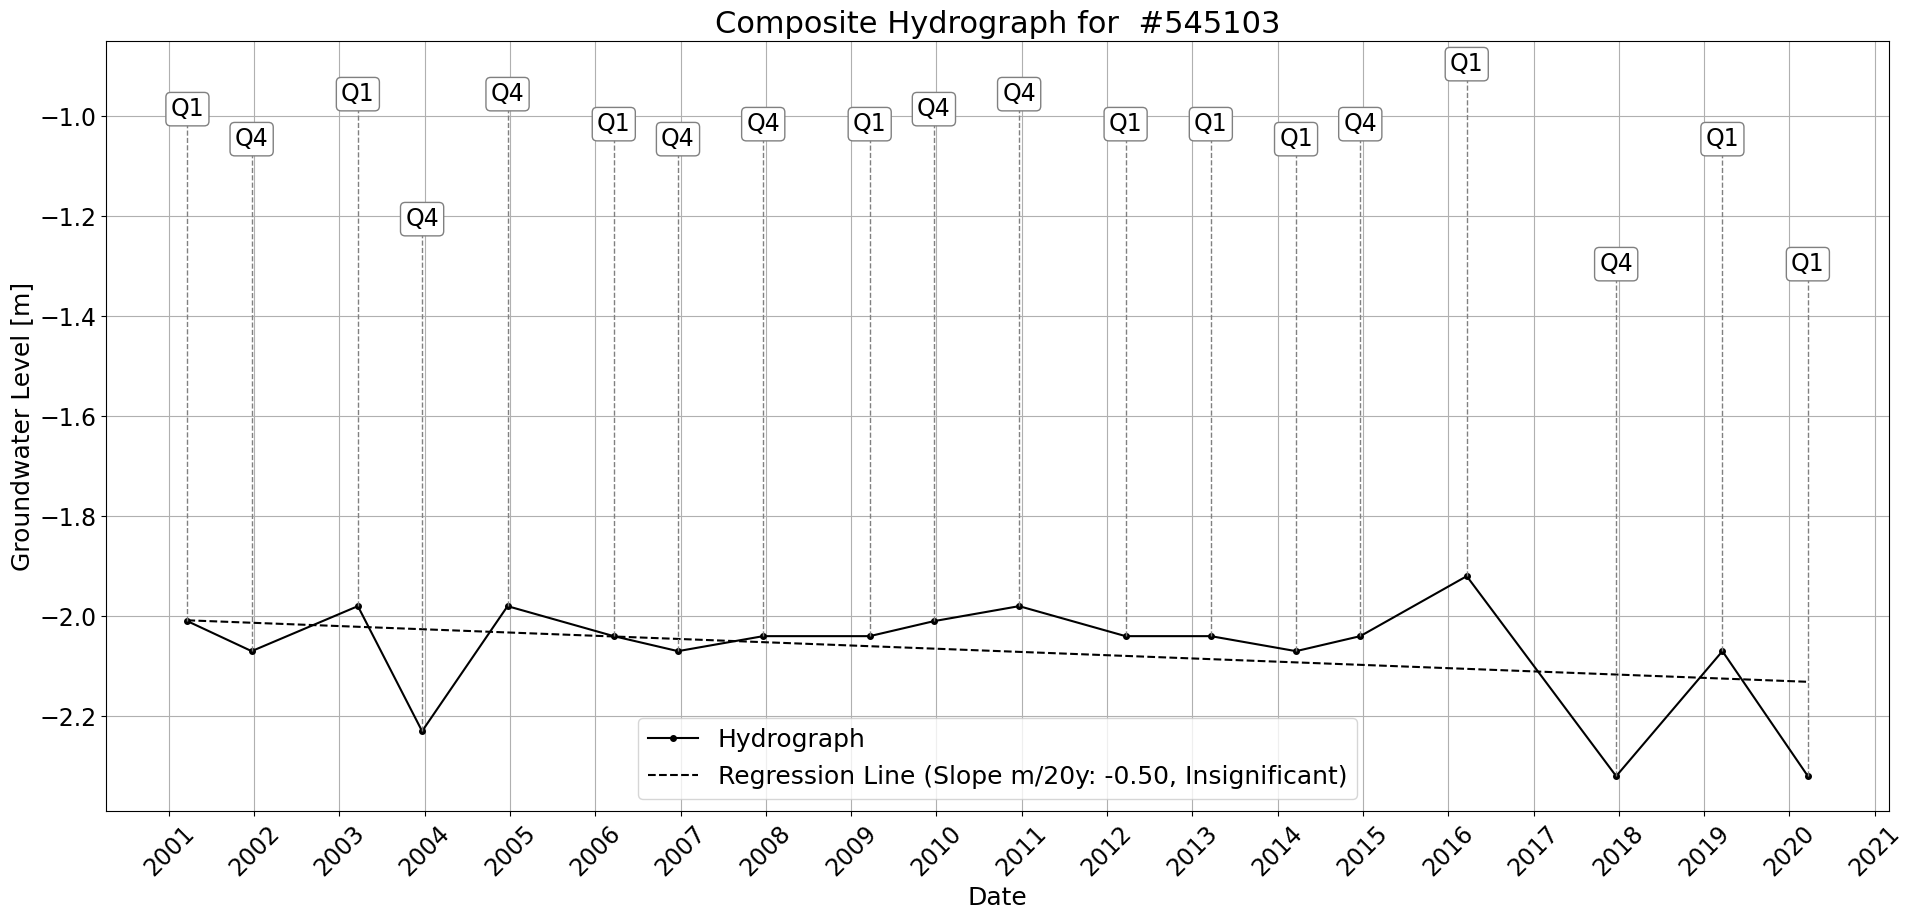 Composite Hydrograph for  #545103
Q1
Q4
Q1
Q4
Q4
Q1
Q4
Q4
Q1
Q4
Q4
Q1
Q1
Q1
Q4
Q1
Q4
Q1
Q1
Groundwater Level [m]
−1.0
−1.2
−1.4
−1.6
−1.8
−2.0
−2.2
Hydrograph
Regression Line (Slope m/20y: -0.50, Insignificant)
2001
2002
2003
2004
2005
2006
2007
2008
2009
2010
2011
2012
2013
2014
2015
2016
2017
2018
2019
2020
2021
Date